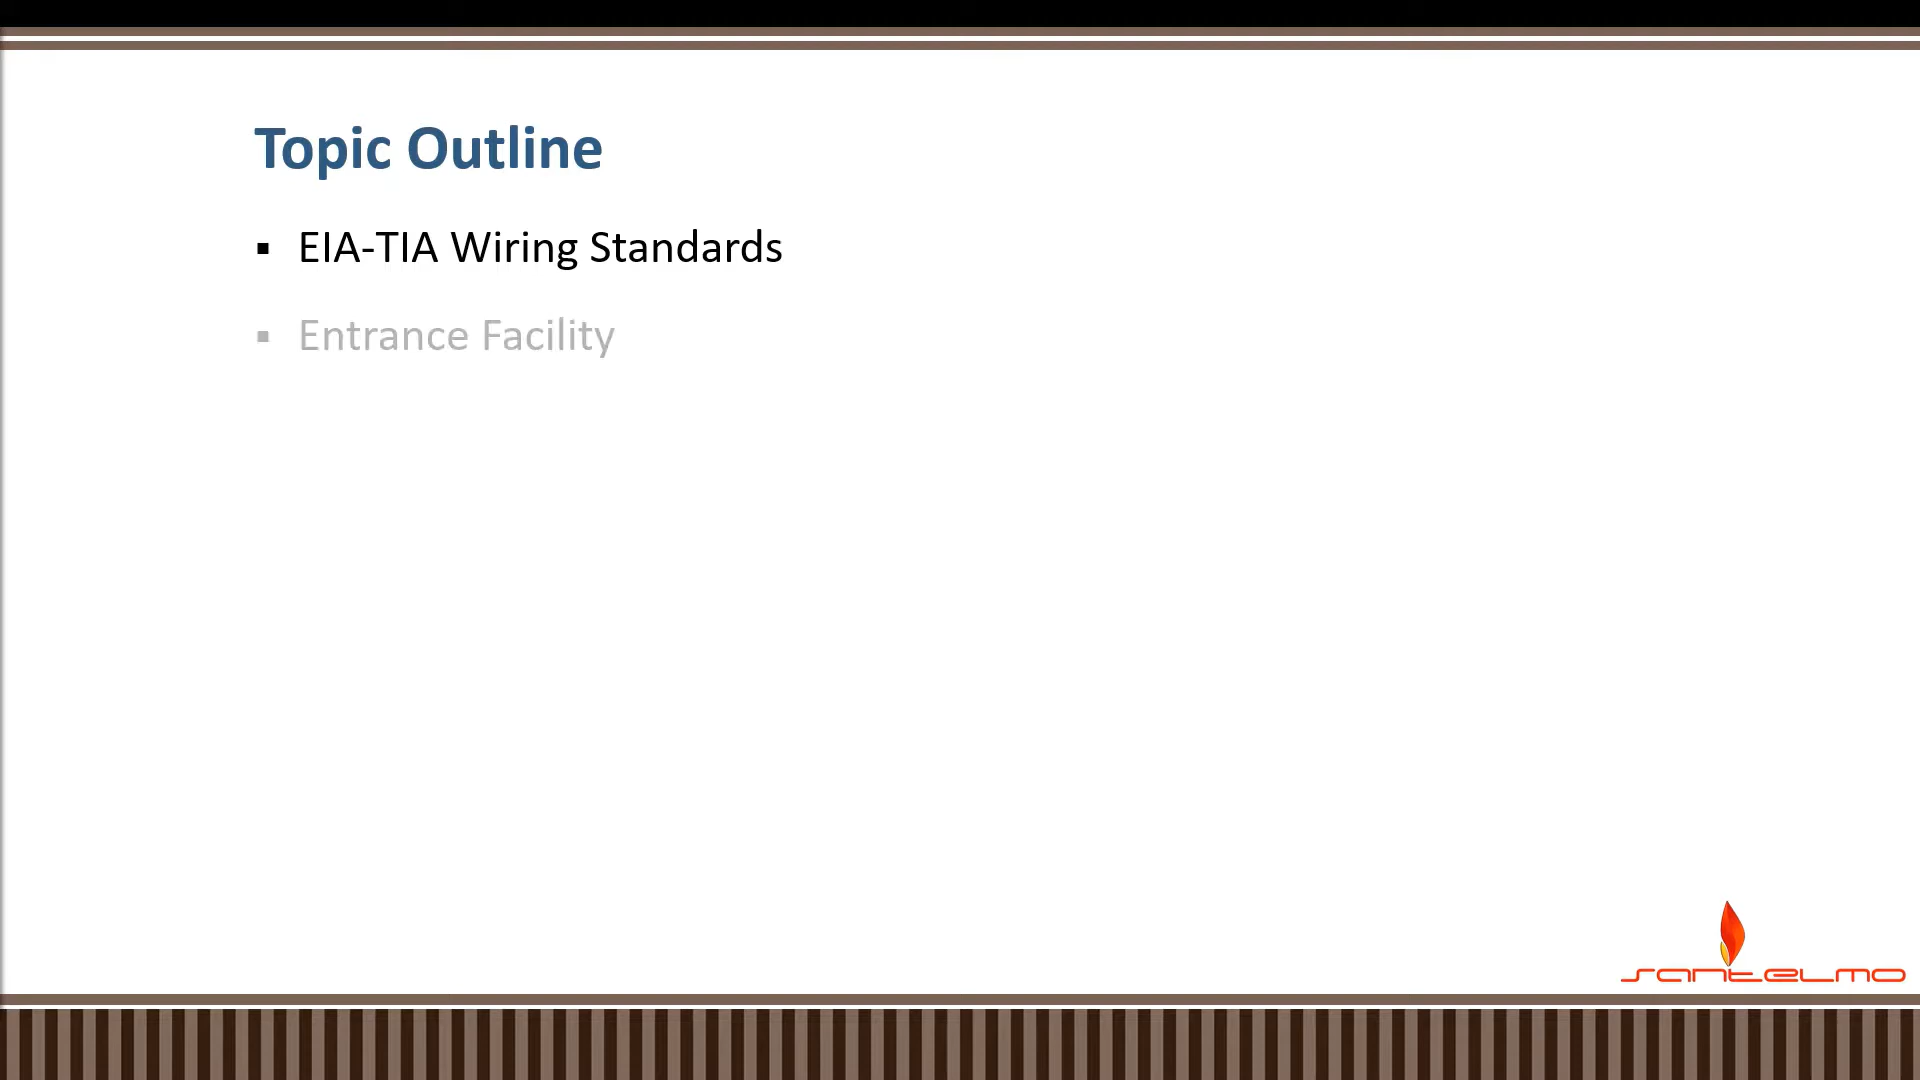 Topic Outline
▪ EIA-TIA Wiring Standards
▪ Entrance Facility
santelmo